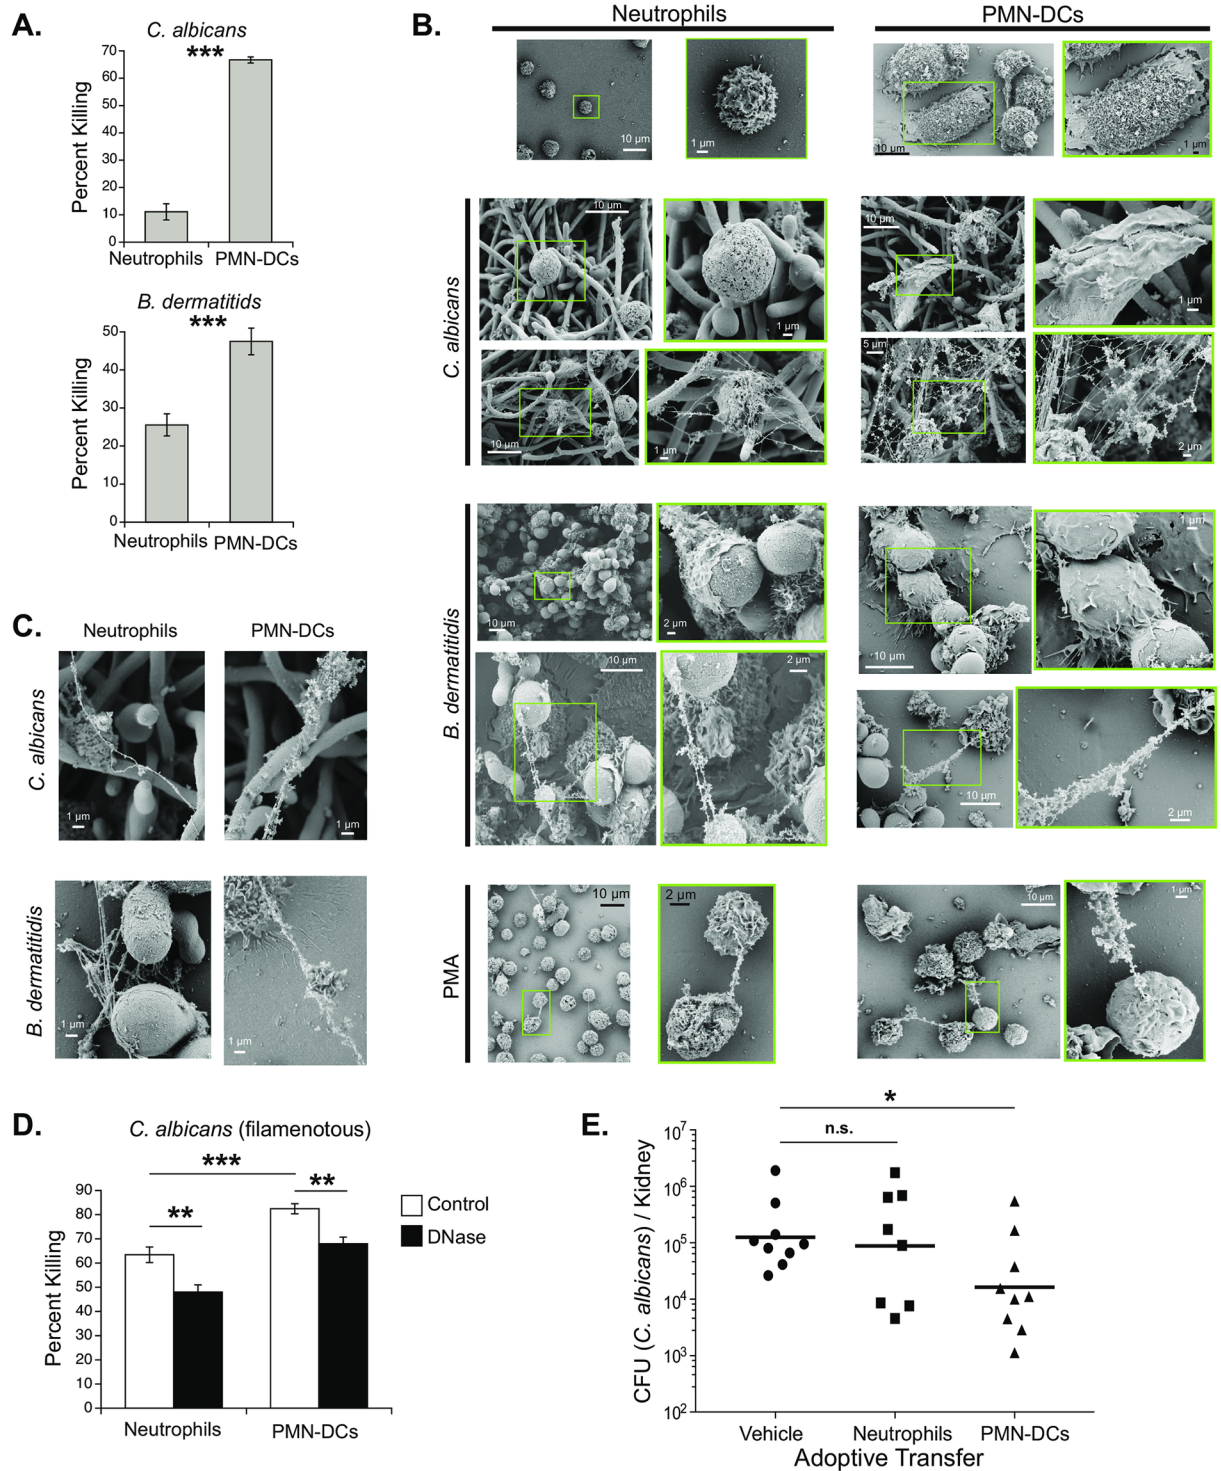 A.
C. albicans
***
Percent Killing
70
60
50
40
30
20
10
0
Neutrophils PMN-DCs
B. dermatitids
***
Percent Killing
50
40
30
20
10
0
Neutrophils PMN-DCs
B.
Neutrophils
PMN-DCs
10 µm
1 µm
10 µm
1 µm
C. albicans
10 µm
1 µm
10 µm
1 µm
10 µm
1 µm
5 µm
2 µm
B. dermatitidis
10 µm
2 µm
10 µm
1 µm
10 µm
2 µm
10 µm
2 µm
PMA
10 µm
2 µm
10 µm
1 µm
C.
Neutrophils
PMN-DCs
C. albicans
1 µm
1 µm
B. dermatitidis
1 µm
1 µm
D.
C. albicans (filamenotous)
***
**
**
Percent Killing
90
80
70
60
50
40
30
20
10
0
Neutrophils
PMN-DCs
Control
DNase
E.
*
n.s.
CFU (C. albicans) / Kidney
10⁷
10⁶
10⁵
10⁴
10³
10²
Vehicle
Neutrophils
PMN-DCs
Adoptive Transfer